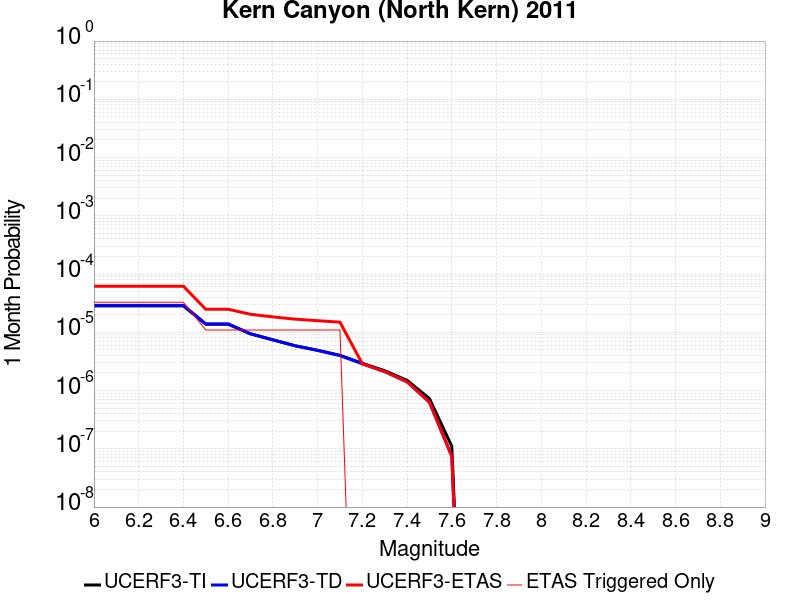 Kern Canyon (North Kern) 2011
10^0
10^-1
10^-2
10^-3
10^-4
10^-5
10^-6
10^-7
10^-8
1 Month Probability
6 6.2 6.4 6.6 6.8 7 7.2 7.4 7.6 7.8 8 8.2 8.4 8.6 8.8 9
Magnitude
UCERF3-TI UCERF3-TD UCERF3-ETAS ETAS Triggered Only